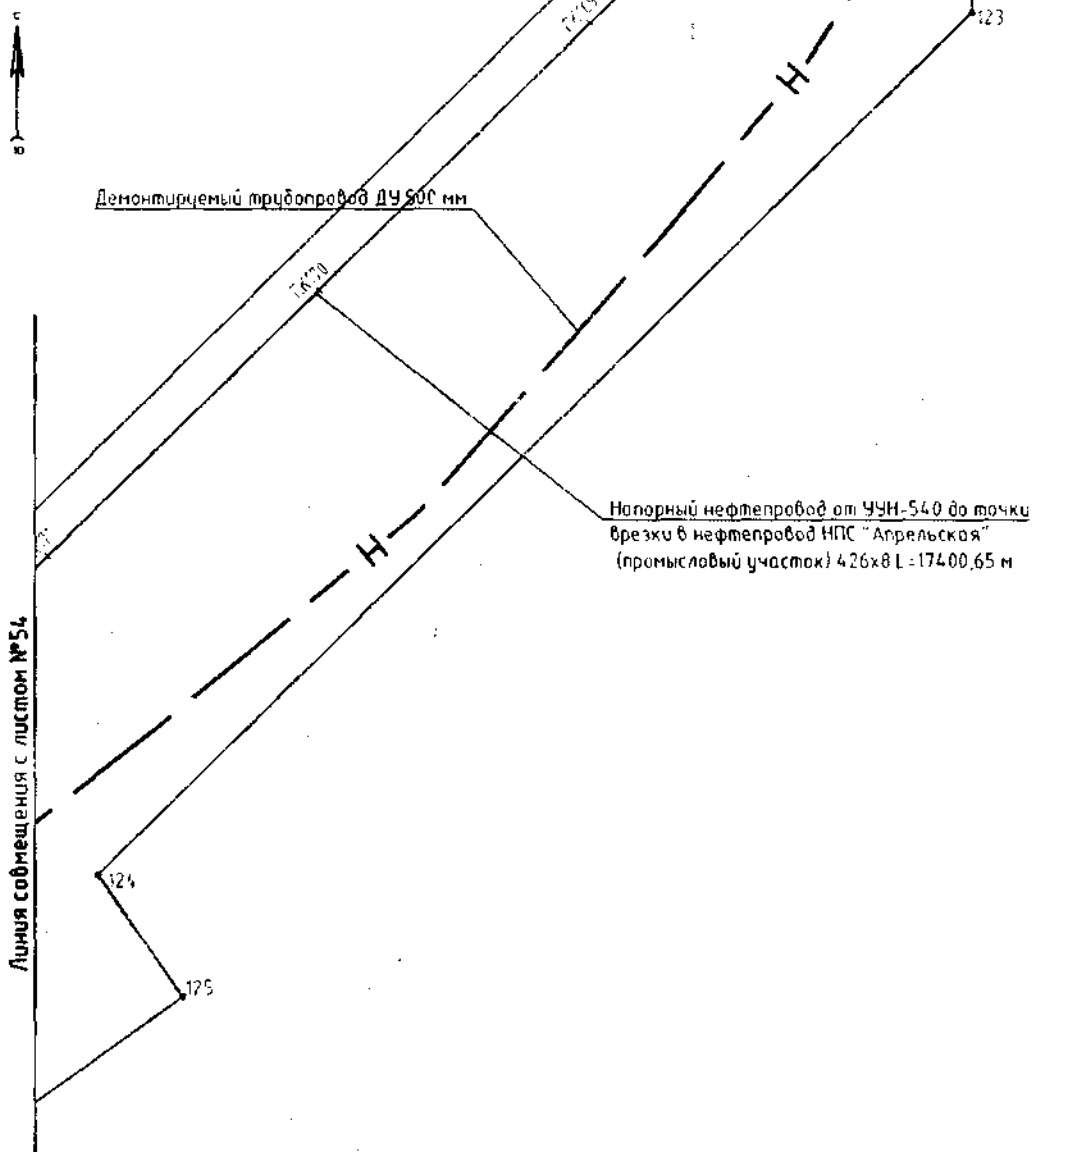 С
Ю
123
Н
Демонтируемый трубопровод ДУ 500 мм
Напорный нефтепровод от УУН-540 до точки
врезки в нефтепровод НПС "Апрельская"
(промысловый участок) 426х8 L=17400,65 м
Н
Линия совмещения с листом №54
124
125